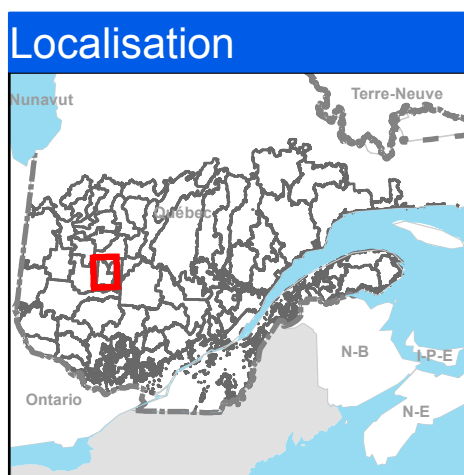 Localisation
Nunavut
Terre-Neuve
Québec
N-B
I-P-E
Ontario
N-E